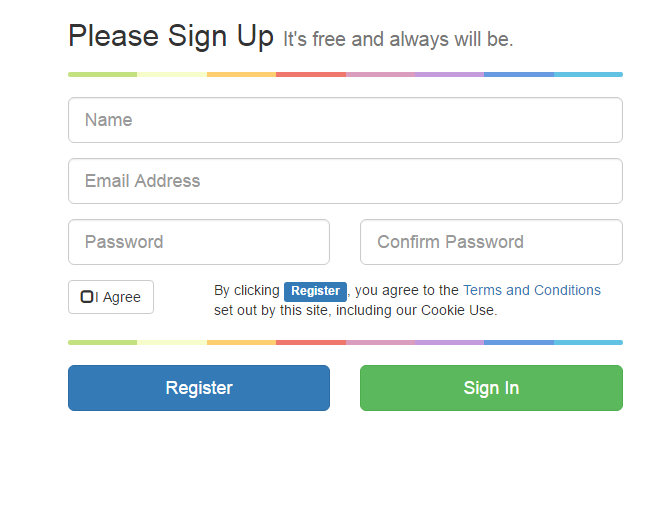 Please Sign Up It's free and always will be.
Name
Email Address
Password Confirm Password
I Agree
By clicking Register, you agree to the Terms and Conditions
set out by this site, including our Cookie Use.
Register Sign In